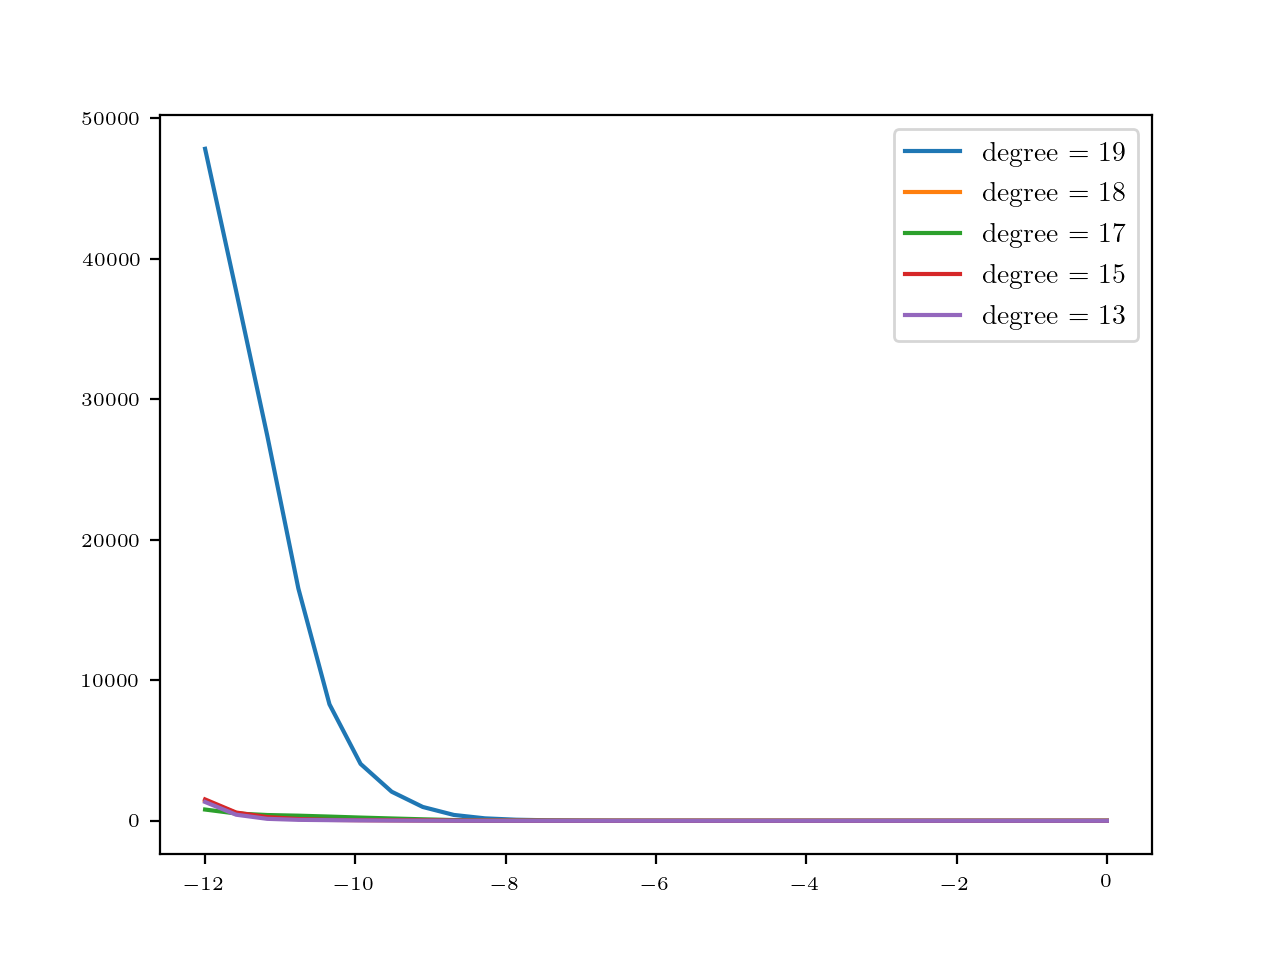 50000
40000
30000
20000
10000
0
−12
−10
−8
−6
−4
−2
0
degree = 19
degree = 18
degree = 17
degree = 15
degree = 13